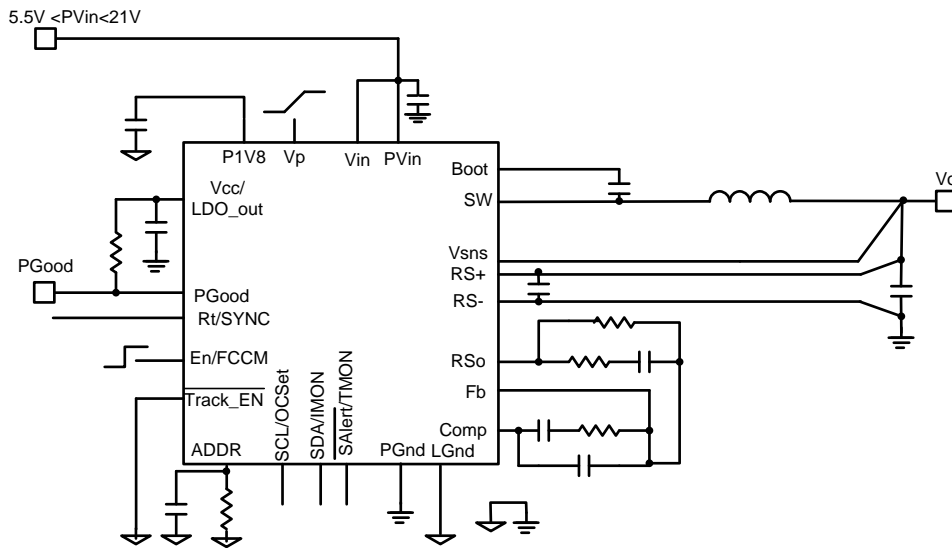 5.5V <PVin<21V
P1V8
Vp
Vin
PVin
Boot
Vcc/
LDO_out
SW
Vo
Vsns
RS+
RS-
PGood
PGood
Rt/SYNC
En/FCCM
RSo
Track_EN
Fb
Comp
SCL/OCSet
SDA/IMON
SAlert/TMON
ADDR
PGnd
LGnd